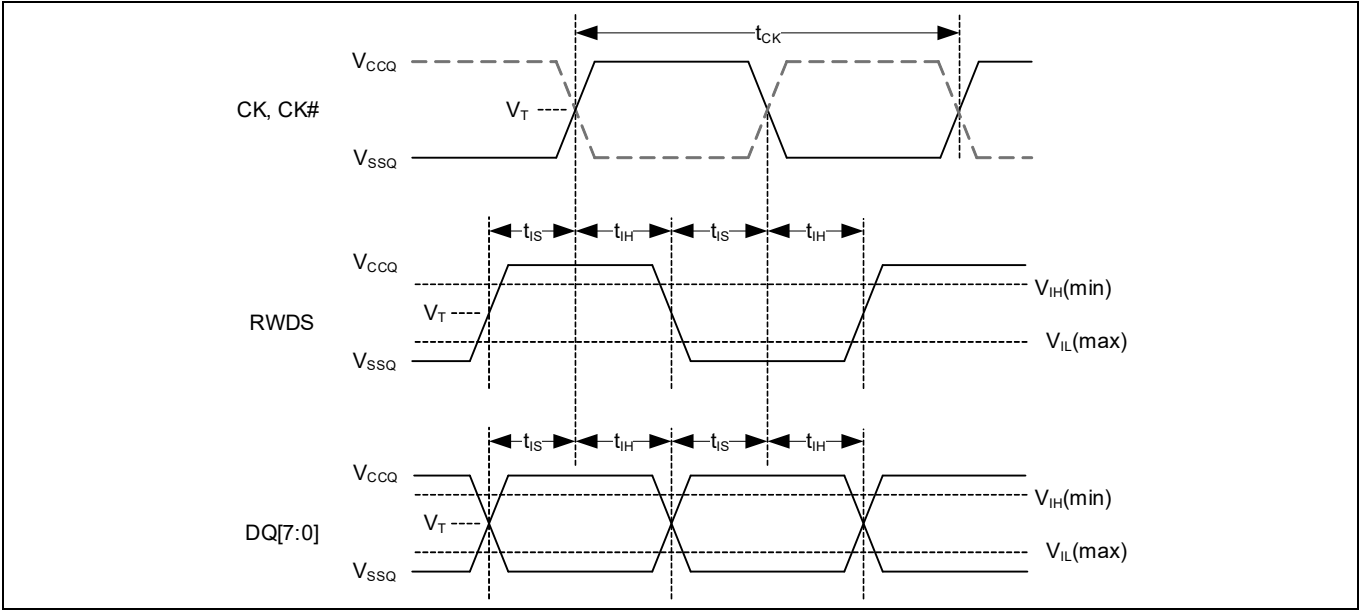 tCK
VCCQ
CK, CK#
VT
VSSQ
tIS tIH tIS tIH
VCCQ
VIH(min)
VT
RWDS
VIL(max)
VSSQ
tIS tIH tIS tIH
VCCQ
VIH(min)
VT
DQ[7:0]
VIL(max)
VSSQ